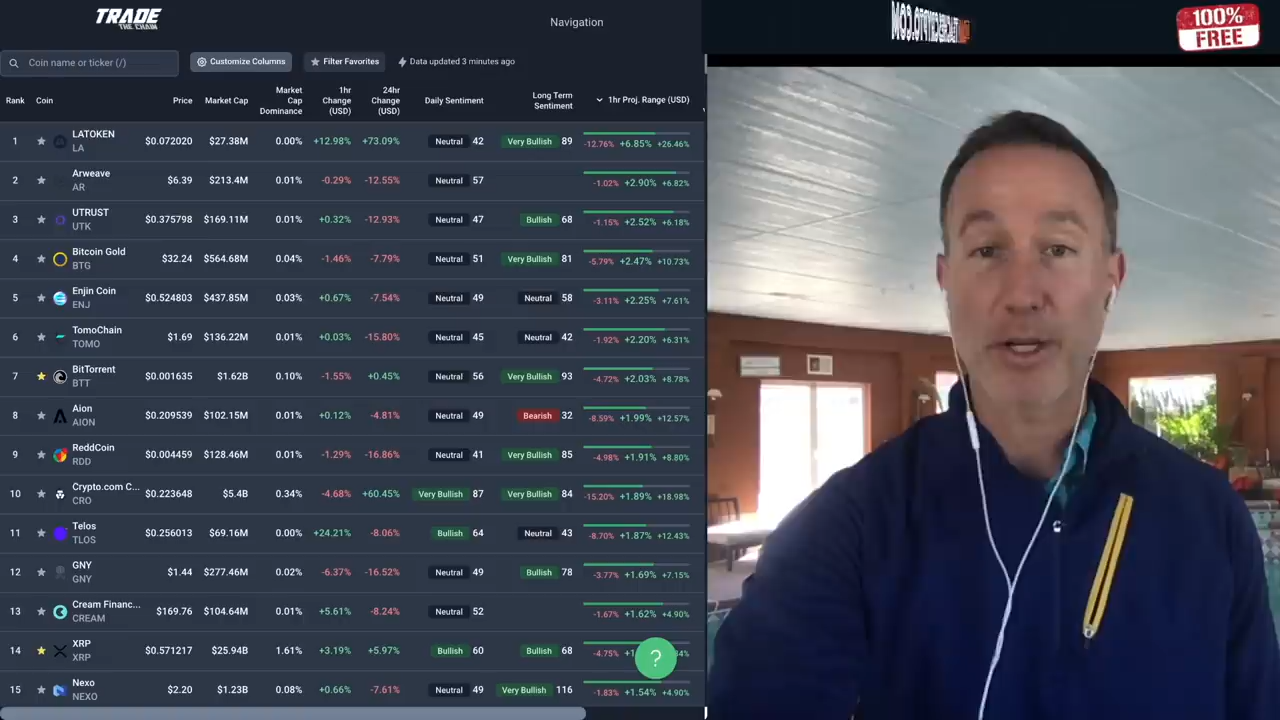 TRADE
THE CHAIN
Navigation
100%
FREE
Coin name or ticker (/)
Customize Columns
Filter Favorites
Data updated 3 minutes ago
Rank Coin Price Market Cap Market Cap Dominance 1hr Change (USD) 24hr Change (USD) Daily Sentiment Long Term Sentiment 1hr Proj. Range (USD)
1 LATOKEN LA $0.072020 $27.38M 0.00% +12.98% +73.09% Neutral 42 Very Bullish 89 -12.76% +6.85% +26.46%
2 Arweave AR $6.39 $213.4M 0.01% -0.29% -12.55% Neutral 57 -1.02% +2.90% +6.82%
3 UTRUST UTK $0.375798 $169.11M 0.01% +0.32% -12.93% Neutral 47 Bullish 68 -1.15% +2.52% +6.18%
4 Bitcoin Gold BTG $32.24 $564.68M 0.04% -1.46% -7.79% Neutral 51 Very Bullish 81 -5.79% +2.47% +10.73%
5 Enjin Coin ENJ $0.524803 $437.85M 0.03% +0.67% -7.54% Neutral 49 Neutral 58 -3.11% +2.25% +7.61%
6 TomoChain TOMO $1.69 $136.22M 0.01% +0.03% -15.80% Neutral 45 Neutral 42 -1.92% +2.20% +6.31%
7 BitTorrent BTT $0.001635 $1.62B 0.10% -1.55% +0.45% Neutral 56 Very Bullish 93 -4.72% +2.03% +8.78%
8 Aion AION $0.209539 $102.15M 0.01% +0.12% -4.81% Neutral 49 Bearish 32 -8.59% +1.99% +12.57%
9 ReddCoin RDD $0.004459 $128.46M 0.01% -1.29% -16.86% Neutral 41 Very Bullish 85 -4.98% +1.91% +8.80%
10 Crypto.com C... CRO $0.223648 $5.4B 0.34% -4.68% +60.45% Very Bullish 87 Very Bullish 84 -15.20% +1.89% +18.98%
11 Telos TLOS $0.256013 $69.16M 0.00% +24.21% -8.06% Bullish 64 Neutral 43 -8.70% +1.87% +12.43%
12 GNY GNY $1.44 $277.46M 0.02% -6.37% -16.52% Neutral 49 Bullish 78 -3.77% +1.69% +7.15%
13 Cream Financ... CREAM $169.76 $104.64M 0.01% +5.61% -8.24% Neutral 52 -1.67% +1.62% +4.90%
14 XRP XRP $0.571217 $25.94B 1.61% +3.19% +5.97% Bullish 60 Bullish 68 -4.75%
?
15 Nexo NEXO $2.20 $1.23B 0.08% +0.66% -7.61% Neutral 49 Very Bullish 116 -1.83% +1.54% +4.90%